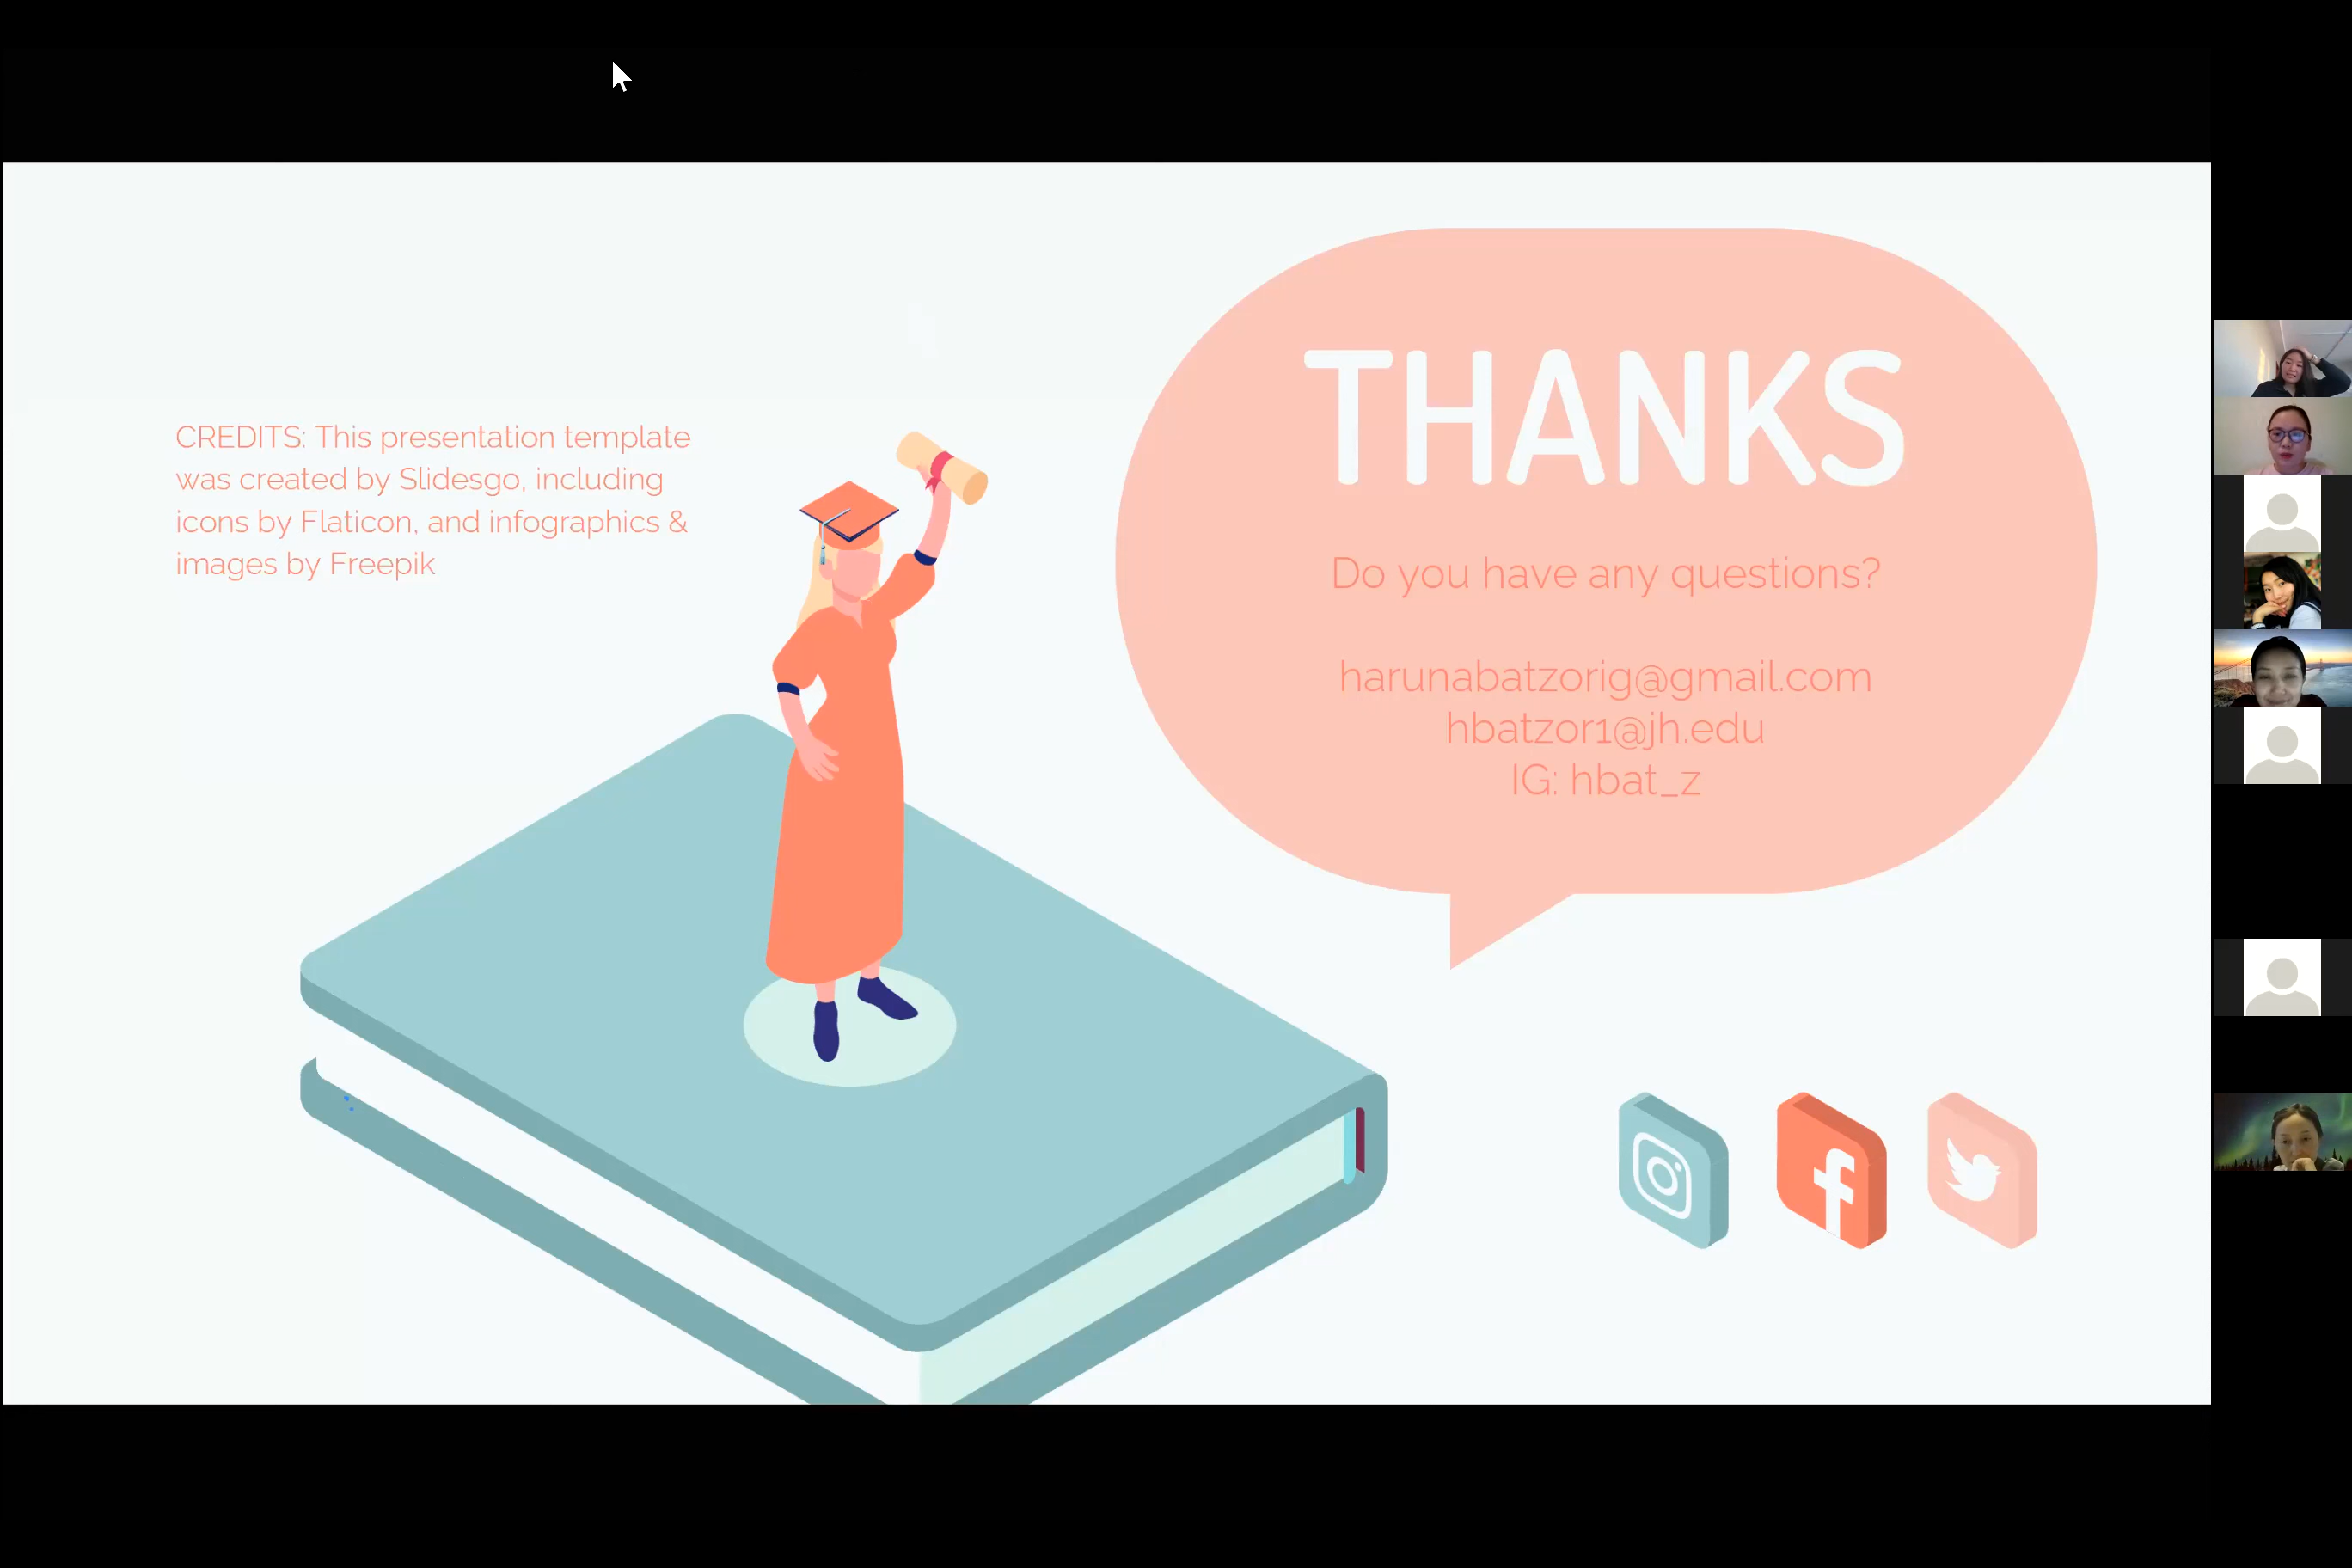 CREDITS: This presentation template
was created by Slidesgo, including
icons by Flaticon, and infographics &
images by Freepik
THANKS
Do you have any questions?
harunabatzorig@gmail.com
hbatzor1@jh.edu
IG: hbat_z